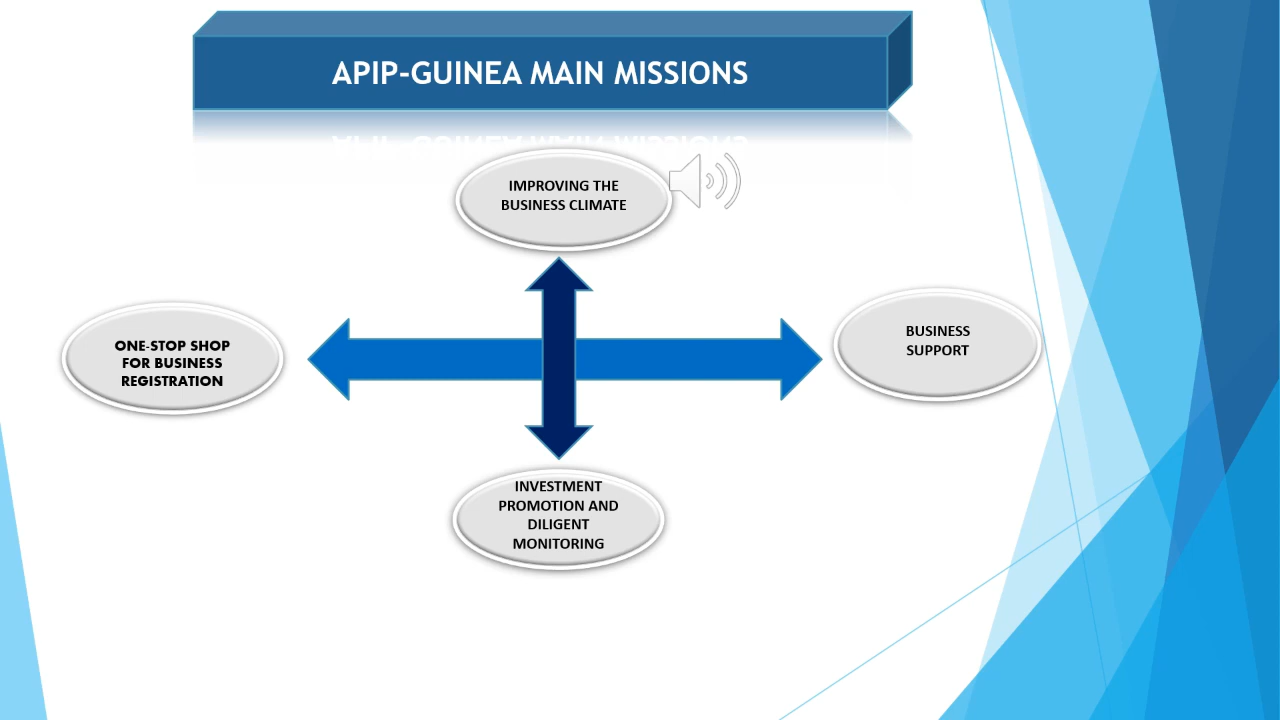 APIP-GUINEA MAIN MISSIONS
IMPROVING THE
BUSINESS CLIMATE
ONE-STOP SHOP
FOR BUSINESS
REGISTRATION
BUSINESS
SUPPORT
INVESTMENT
PROMOTION AND
DILIGENT
MONITORING